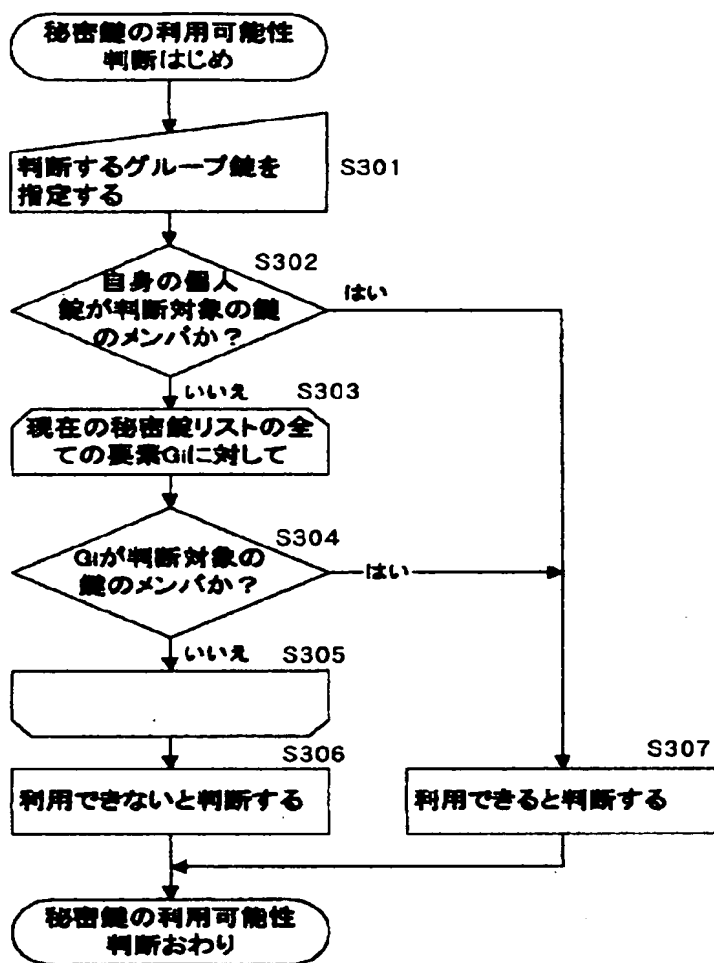 秘密鍵の利用可能性
判断はじめ
判断するグループ鍵を
指定する
S301
S302
自身の個人
錠が判断対象の鍵
のメンバか？
はい
いいえ
S303
現在の秘密錠リストの全
ての要素Giに対して
S304
Giが判断対象の
鍵のメンバか？
はい
いいえ
S305
S306
利用できないと判断する
S307
利用できると判断する
秘密鍵の利用可能性
判断おわり